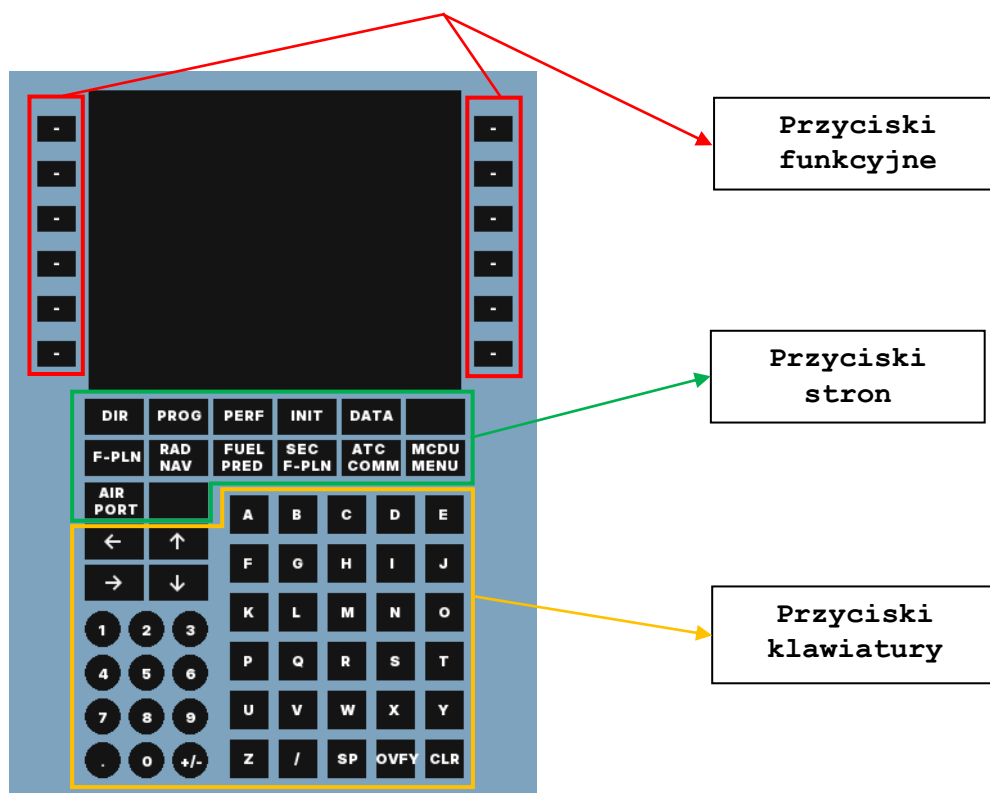 Przyciski
funkcyjne
- -
- -
- -
- -
- -
- -
Przyciski
stron
DIR PROG PERF INIT DATA
F-PLN RAD NAV FUEL PRED SEC F-PLN ATC COMM MCDU MENU
AIR PORT
A B C D E
← ↑
F G H I J
→ ↓
K L M N O
1 2 3
Przyciski
klawiatury
P Q R S T
4 5 6
U V W X Y
7 8 9
Z / SP OVFY CLR
. 0 +/-